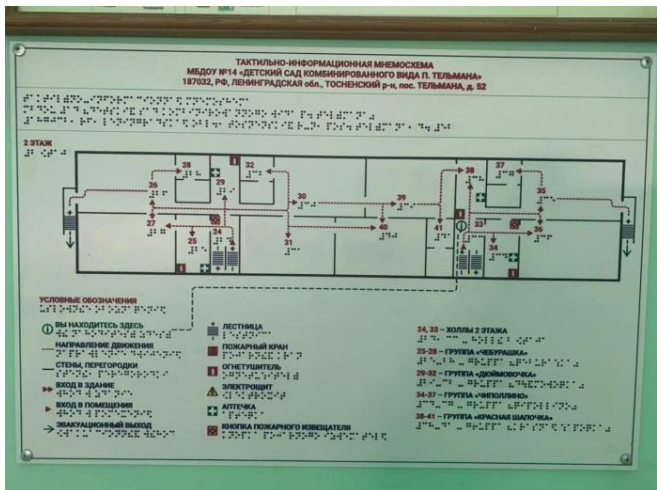 ТАКТИЛЬНО-ИНФОРМАЦИОННАЯ МНЕМОСХЕМА
МБДОУ №14 «ДЕТСКИЙ САД КОМБИНИРОВАННОГО ВИДА П. ТЕЛЬМАНА»
187032, РФ, ЛЕНИНГРАДСКАЯ обл., ТОСНЕНСКИЙ р-н, пос. ТЕЛЬМАНА, д. 52
2 ЭТАЖ
28 32 38 37
26 29 30 39 35
27 24 33
25 31 40 41 34 36
УСЛОВНЫЕ ОБОЗНАЧЕНИЯ
ВЫ НАХОДИТЕСЬ ЗДЕСЬ
НАПРАВЛЕНИЕ ДВИЖЕНИЯ
СТЕНЫ, ПЕРЕГОРОДКИ
ВХОД В ЗДАНИЕ
ВХОД В ПОМЕЩЕНИЯ
ЭВАКУАЦИОННЫЙ ВЫХОД
ЛЕСТНИЦА
ПОЖАРНЫЙ КРАН
ОГНЕТУШИТЕЛЬ
ЭЛЕКТРОЩИТ
АПТЕЧКА
КНОПКА ПОЖАРНОГО ИЗВЕЩАТЕЛЯ
24, 33 – ХОЛЛЫ 2 ЭТАЖА
25-28 – ГРУППА «ЧЕБУРАШКА»
29-32 – ГРУППА «ДЮЙМОВОЧКА»
34-37 – ГРУППА «ЧИПОЛЛИНО»
38-41 – ГРУППА «КРАСНАЯ ШАПОЧКА»